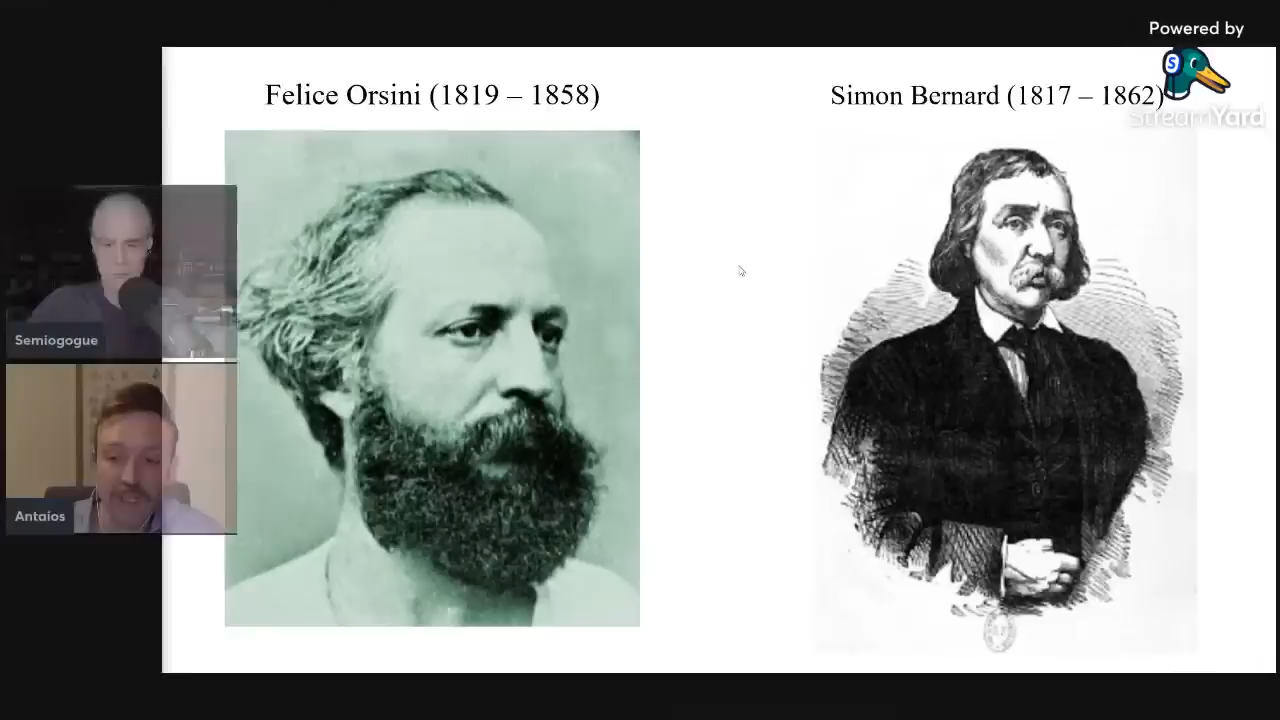 Powered by
StreamYard
Felice Orsini (1819 – 1858)
Simon Bernard (1817 – 1862)
Semiogogue
Antaios